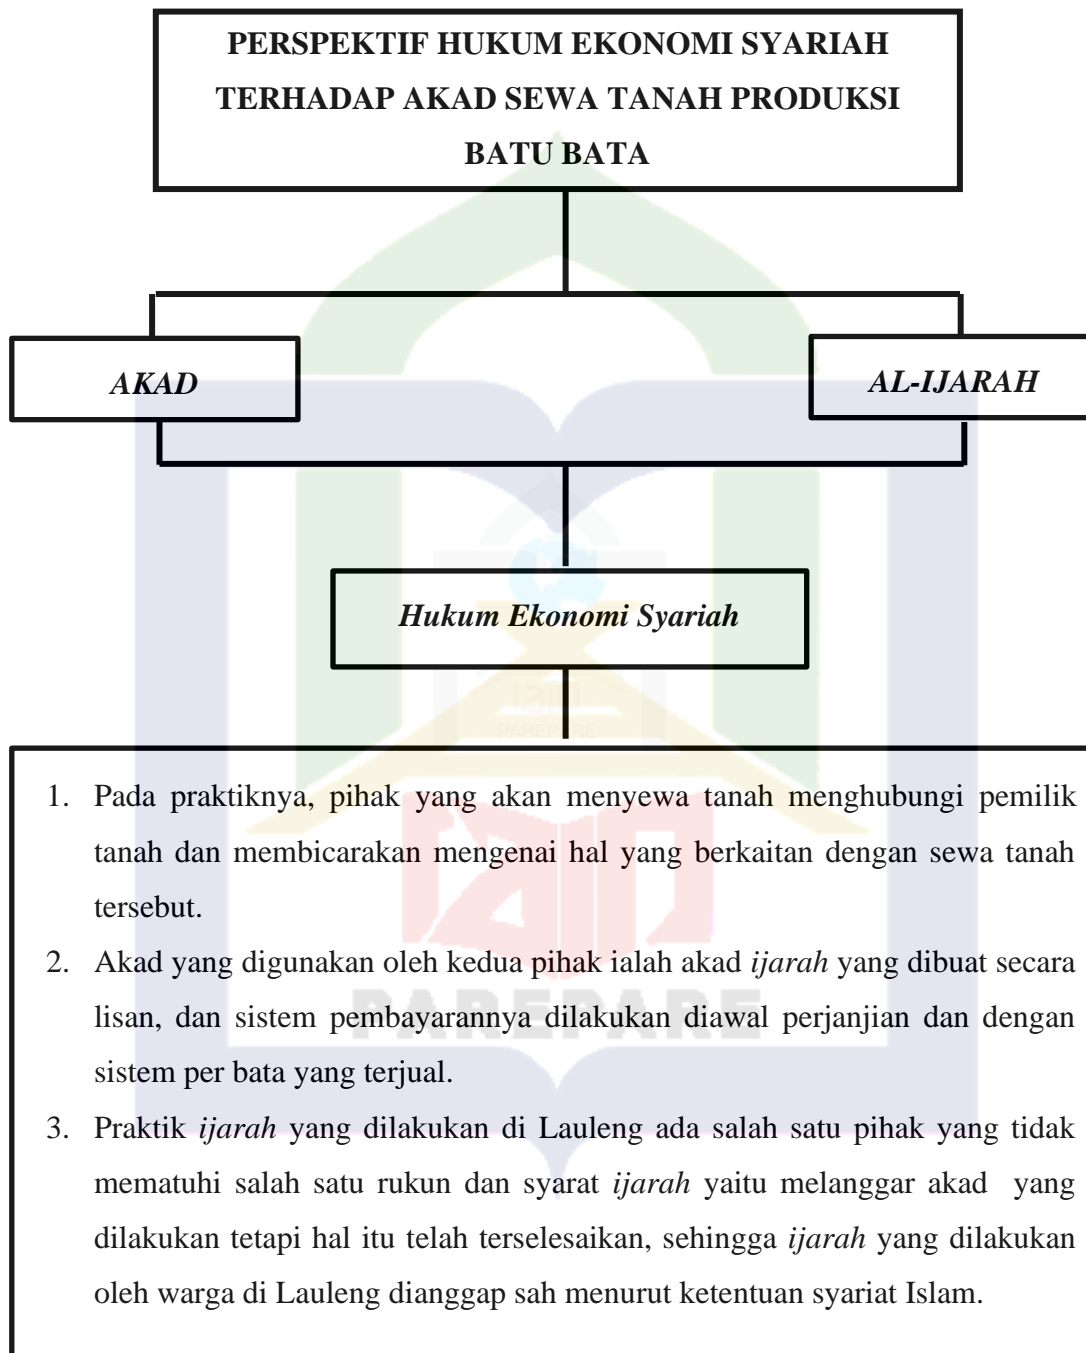 PERSPEKTIF HUKUM EKONOMI SYARIAH
TERHADAP AKAD SEWA TANAH PRODUKSI
BATU BATA
AKAD
AL-IJARAH
Hukum Ekonomi Syariah
PAREPARE
1. Pada praktiknya, pihak yang akan menyewa tanah menghubungi pemilik
tanah dan membicarakan mengenai hal yang berkaitan dengan sewa tanah
tersebut.
2. Akad yang digunakan oleh kedua pihak ialah akad ijarah yang dibuat secara
lisan, dan sistem pembayarannya dilakukan diawal perjanjian dan dengan
PAREPARE
sistem per bata yang terjual.
3. Praktik ijarah yang dilakukan di Lauleng ada salah satu pihak yang tidak
mematuhi salah satu rukun dan syarat ijarah yaitu melanggar akad yang
dilakukan tetapi hal itu telah terselesaikan, sehingga ijarah yang dilakukan
oleh warga di Lauleng dianggap sah menurut ketentuan syariat Islam.